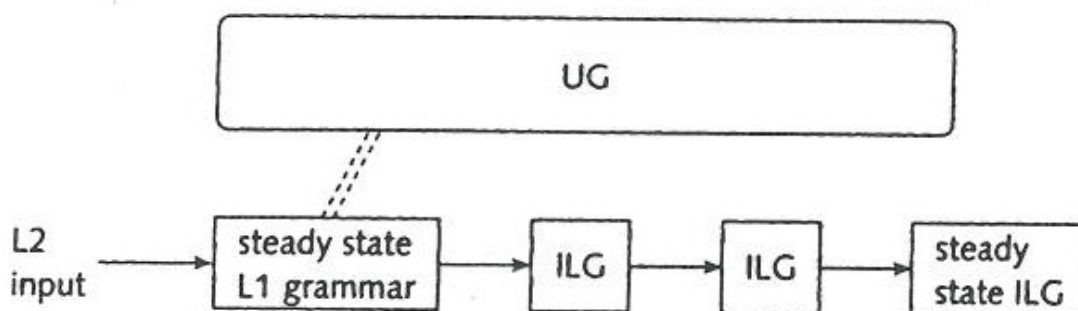 UG
L2
input
steady state
L1 grammar
ILG
ILG
steady
state ILG